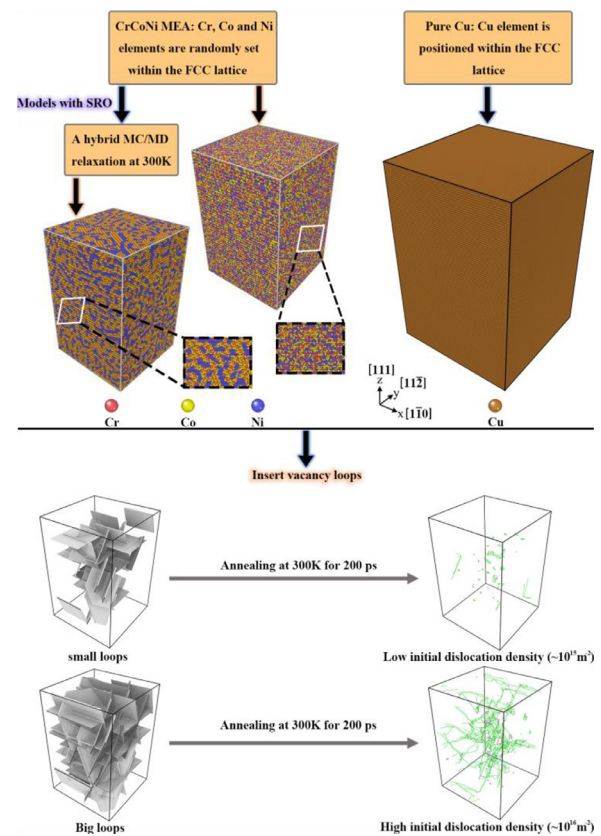 CrCoNi MEA: Cr, Co and Ni
elements are randomly set
within the FCC lattice
Pure Cu: Cu element is
positioned within the FCC
lattice
Models with SRO
A hybrid MC/MD
relaxation at 300K
[111]
z
[112̅]
y
x [11̅0]
Cr
Co
Ni
Cu
Insert vacancy loops
Annealing at 300K for 200 ps
small loops
Low initial dislocation density (~10¹⁵m²)
Annealing at 300K for 200 ps
Big loops
High initial dislocation density (~10¹⁶m²)